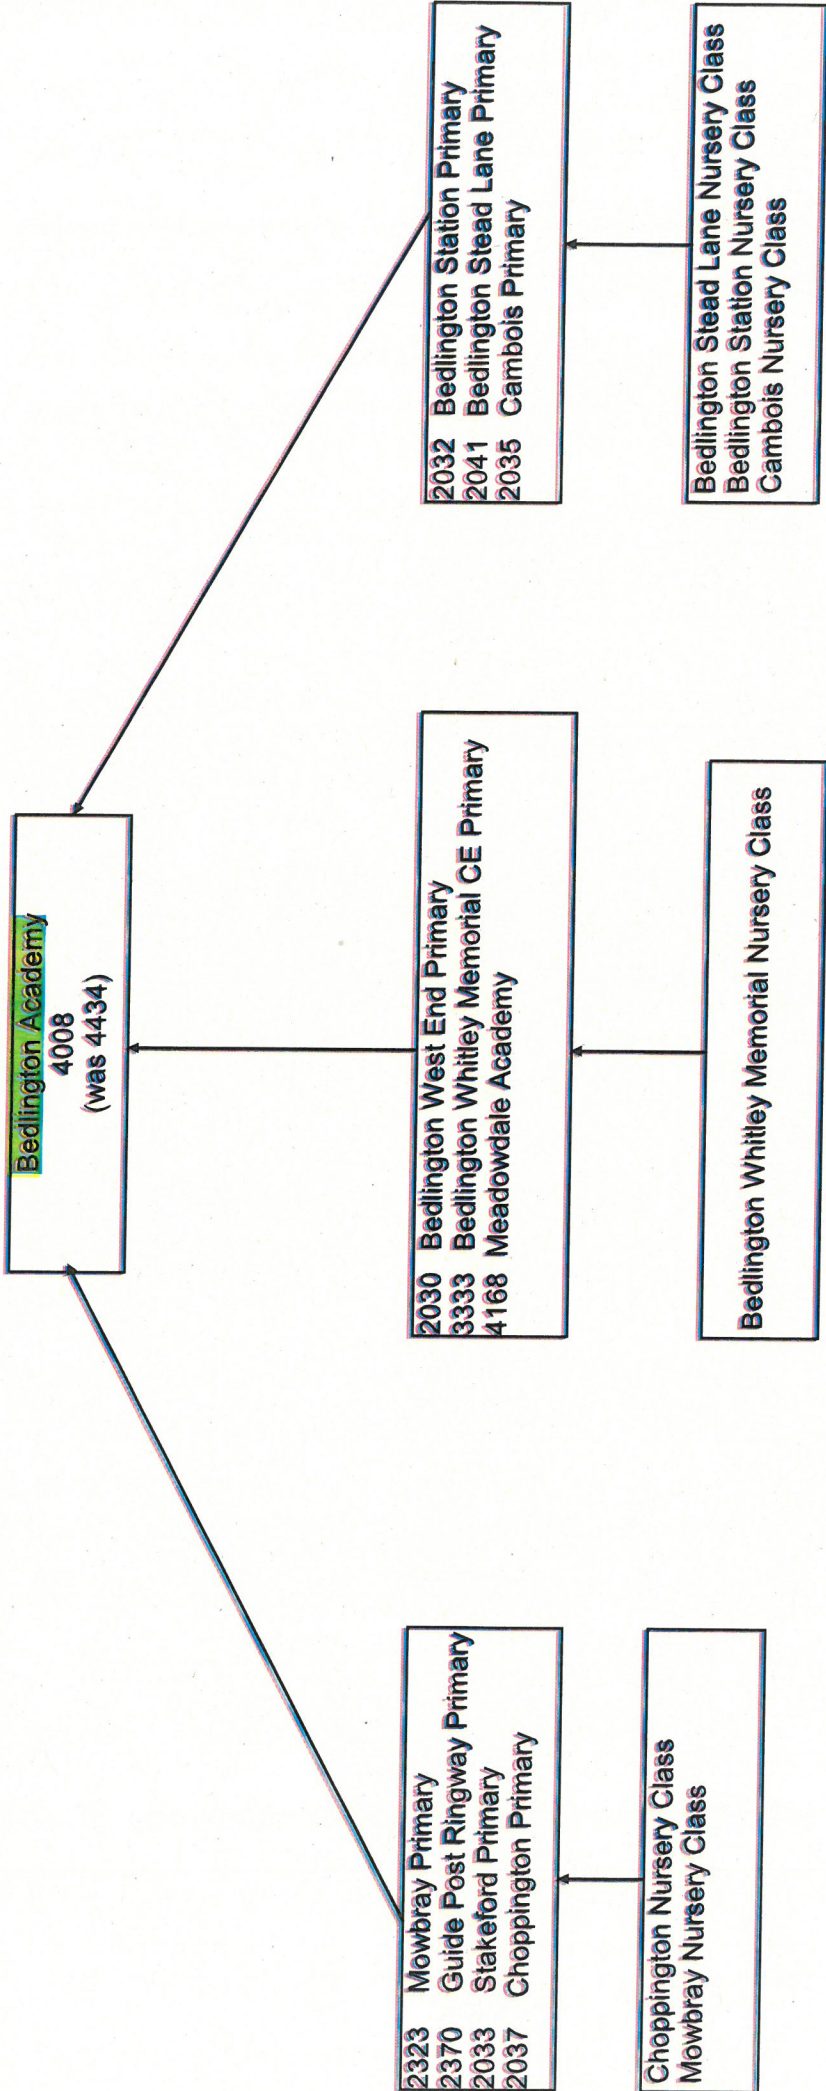 Bedlington Academy
4008
(was 4434)
2323 Mowbray Primary
2370 Guide Post Ringway Primary
2033 Stakeford Primary
2037 Choppington Primary
2030 Bedlington West End Primary
3333 Bedlington Whitley Memorial CE Primary
4168 Meadowdale Academy
2032 Bedlington Station Primary
2041 Bedlington Stead Lane Primary
2035 Cambois Primary
Choppington Nursery Class
Mowbray Nursery Class
Bedlington Whitley Memorial Nursery Class
Bedlington Stead Lane Nursery Class
Bedlington Station Nursery Class
Cambois Nursery Class